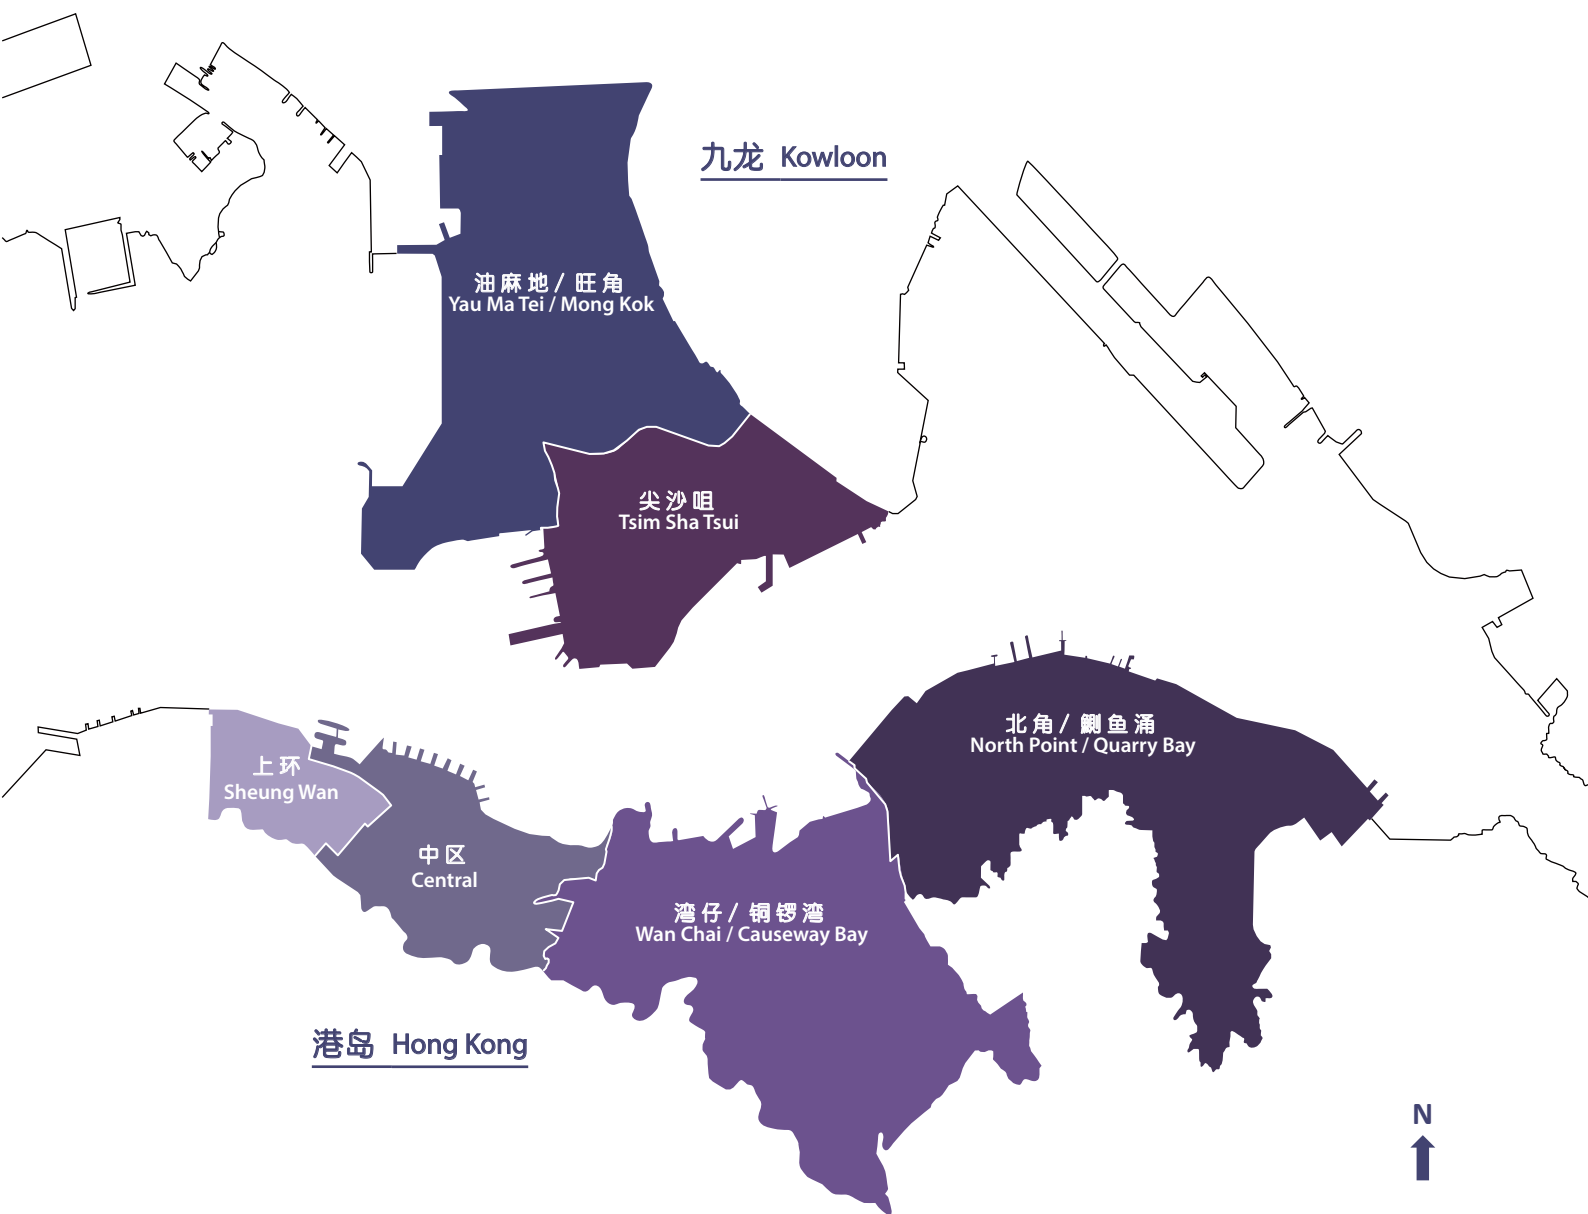 九龙 Kowloon
油麻地 / 旺角
Yau Ma Tei / Mong Kok
尖沙咀
Tsim Sha Tsui
北角 / 鲗鱼涌
North Point / Quarry Bay
上环
Sheung Wan
中区
Central
湾仔 / 铜锣湾
Wan Chai / Causeway Bay
港岛 Hong Kong
N